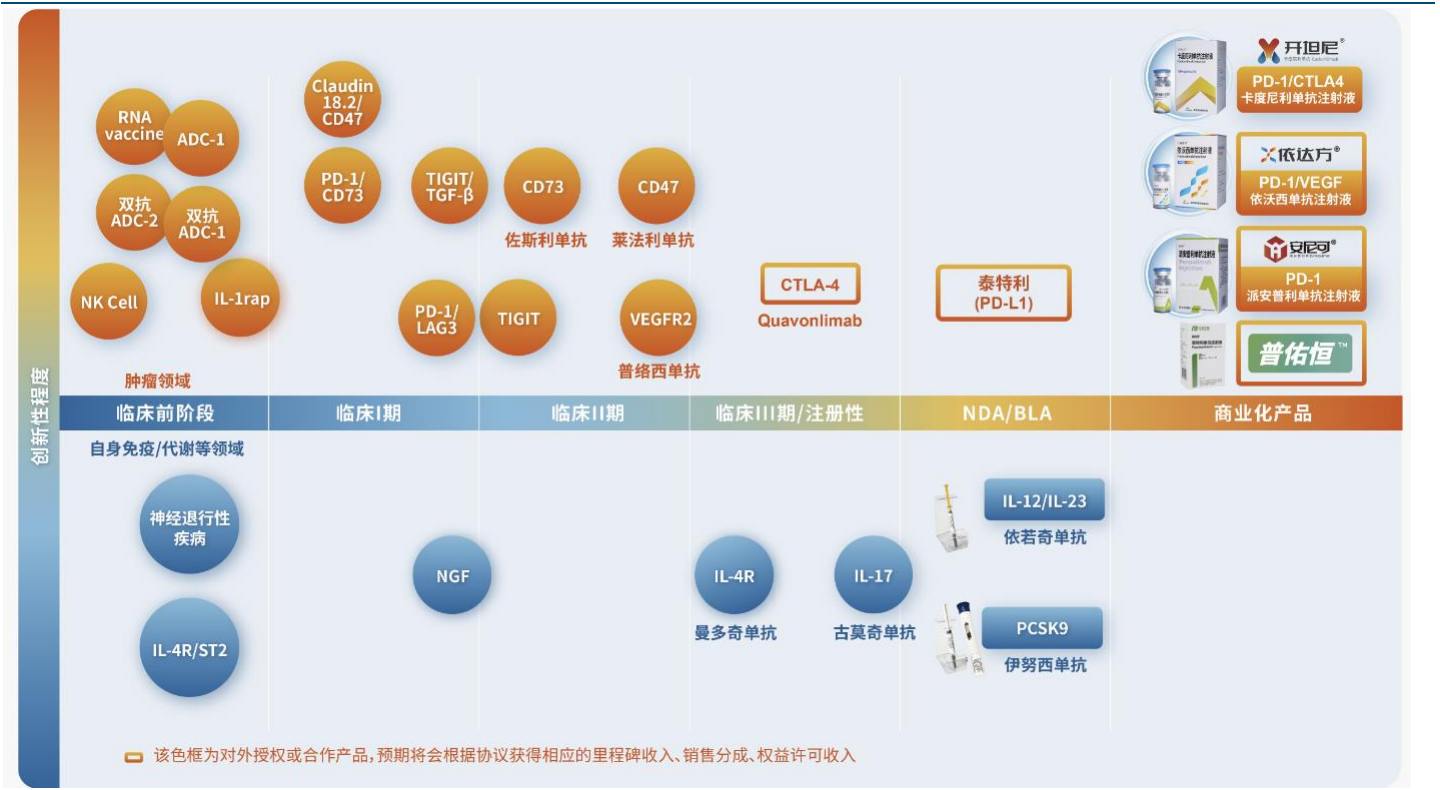 创新性程度
RNA
vaccine
ADC-1
双抗
ADC-2
双抗
ADC-1
NK Cell
IL-1rap
肿瘤领域
Claudin
18.2/
CD47
PD-1/
CD73
TIGIT/
TGF-β
CD73
佐斯利单抗
CD47
莱法利单抗
PD-1/
LAG3
TIGIT
VEGFR2
普络西单抗
CTLA-4
Quavonlimab
泰特利
(PD-L1)
开坦尼®
PD-1/CTLA4
卡度尼利单抗注射液
依达方®
PD-1/VEGF
依沃西单抗注射液
安尼可®
PD-1
派安普利单抗注射液
普佑恒™
临床前阶段
临床I期
临床II期
临床III期/注册性
NDA/BLA
商业化产品
自身免疫/代谢等领域
神经退行性
疾病
IL-4R/ST2
NGF
IL-4R
曼多奇单抗
IL-17
古莫奇单抗
IL-12/IL-23
依若奇单抗
PCSK9
伊努西单抗
该色框为对外授权或合作产品,预期将会根据协议获得相应的里程碑收入、销售分成、权益许可收入